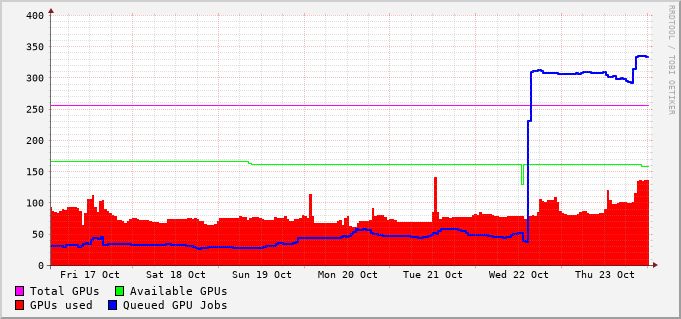 400
350
300
250
200
150
100
50
0
Fri 17 Oct Sat 18 Oct Sun 19 Oct Mon 20 Oct Tue 21 Oct Wed 22 Oct Thu 23 Oct
Total GPUs Available GPUs
GPUs used Queued GPU Jobs
RRDTOOL / TOBI OETIKER